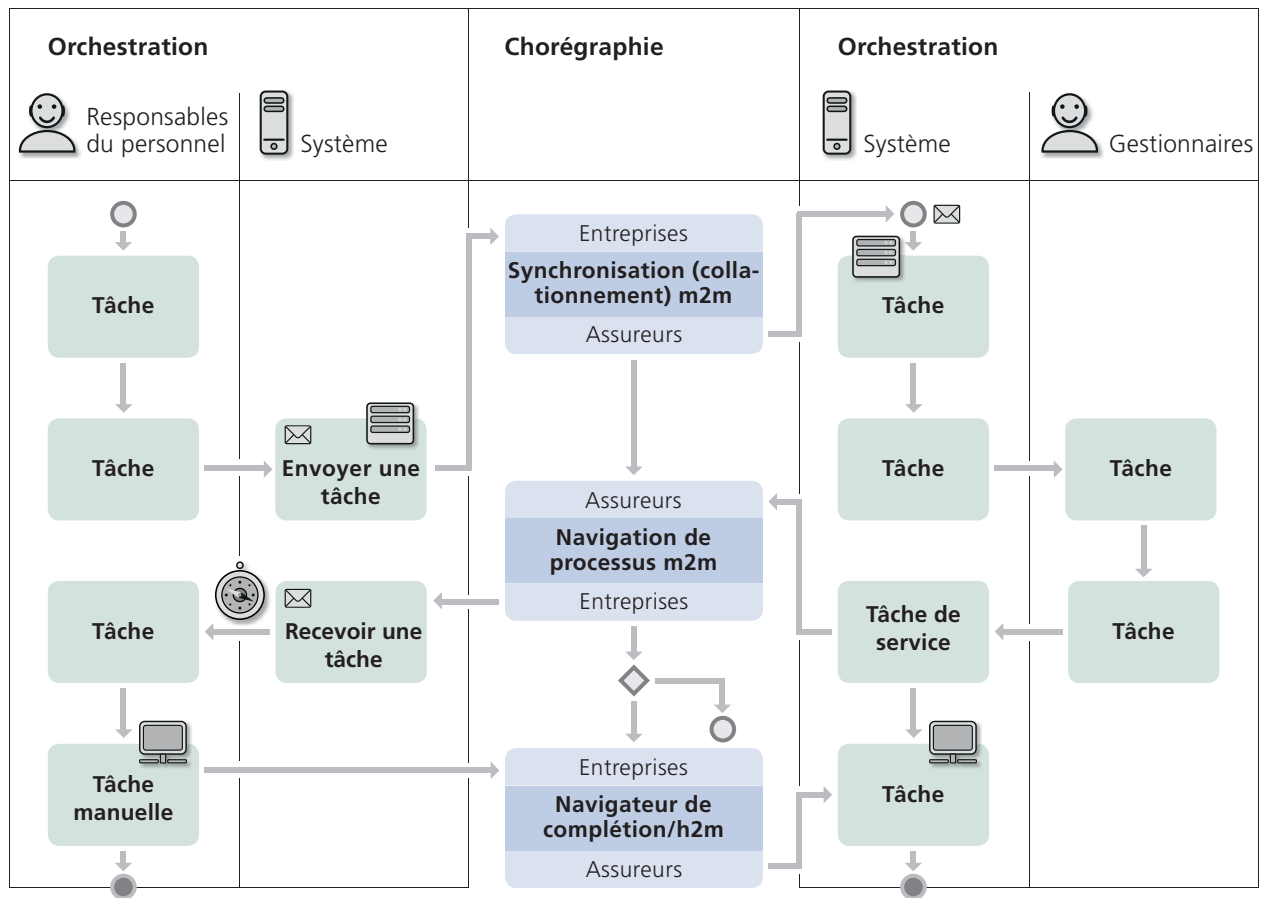 Orchestration
Chorégraphie
Orchestration
Responsables
du personnel
Système
Système
Gestionnaires
Entreprises
Synchronisation (colla-
tionnement) m2m
Assureurs
Tâche
Tâche
Tâche
Envoyer une
tâche
Tâche
Tâche
Assureurs
Navigation de
processus m2m
Entreprises
Tâche
Recevoir une
tâche
Tâche de
service
Tâche
Tâche
manuelle
Entreprises
Navigateur de
complétion/h2m
Assureurs
Tâche